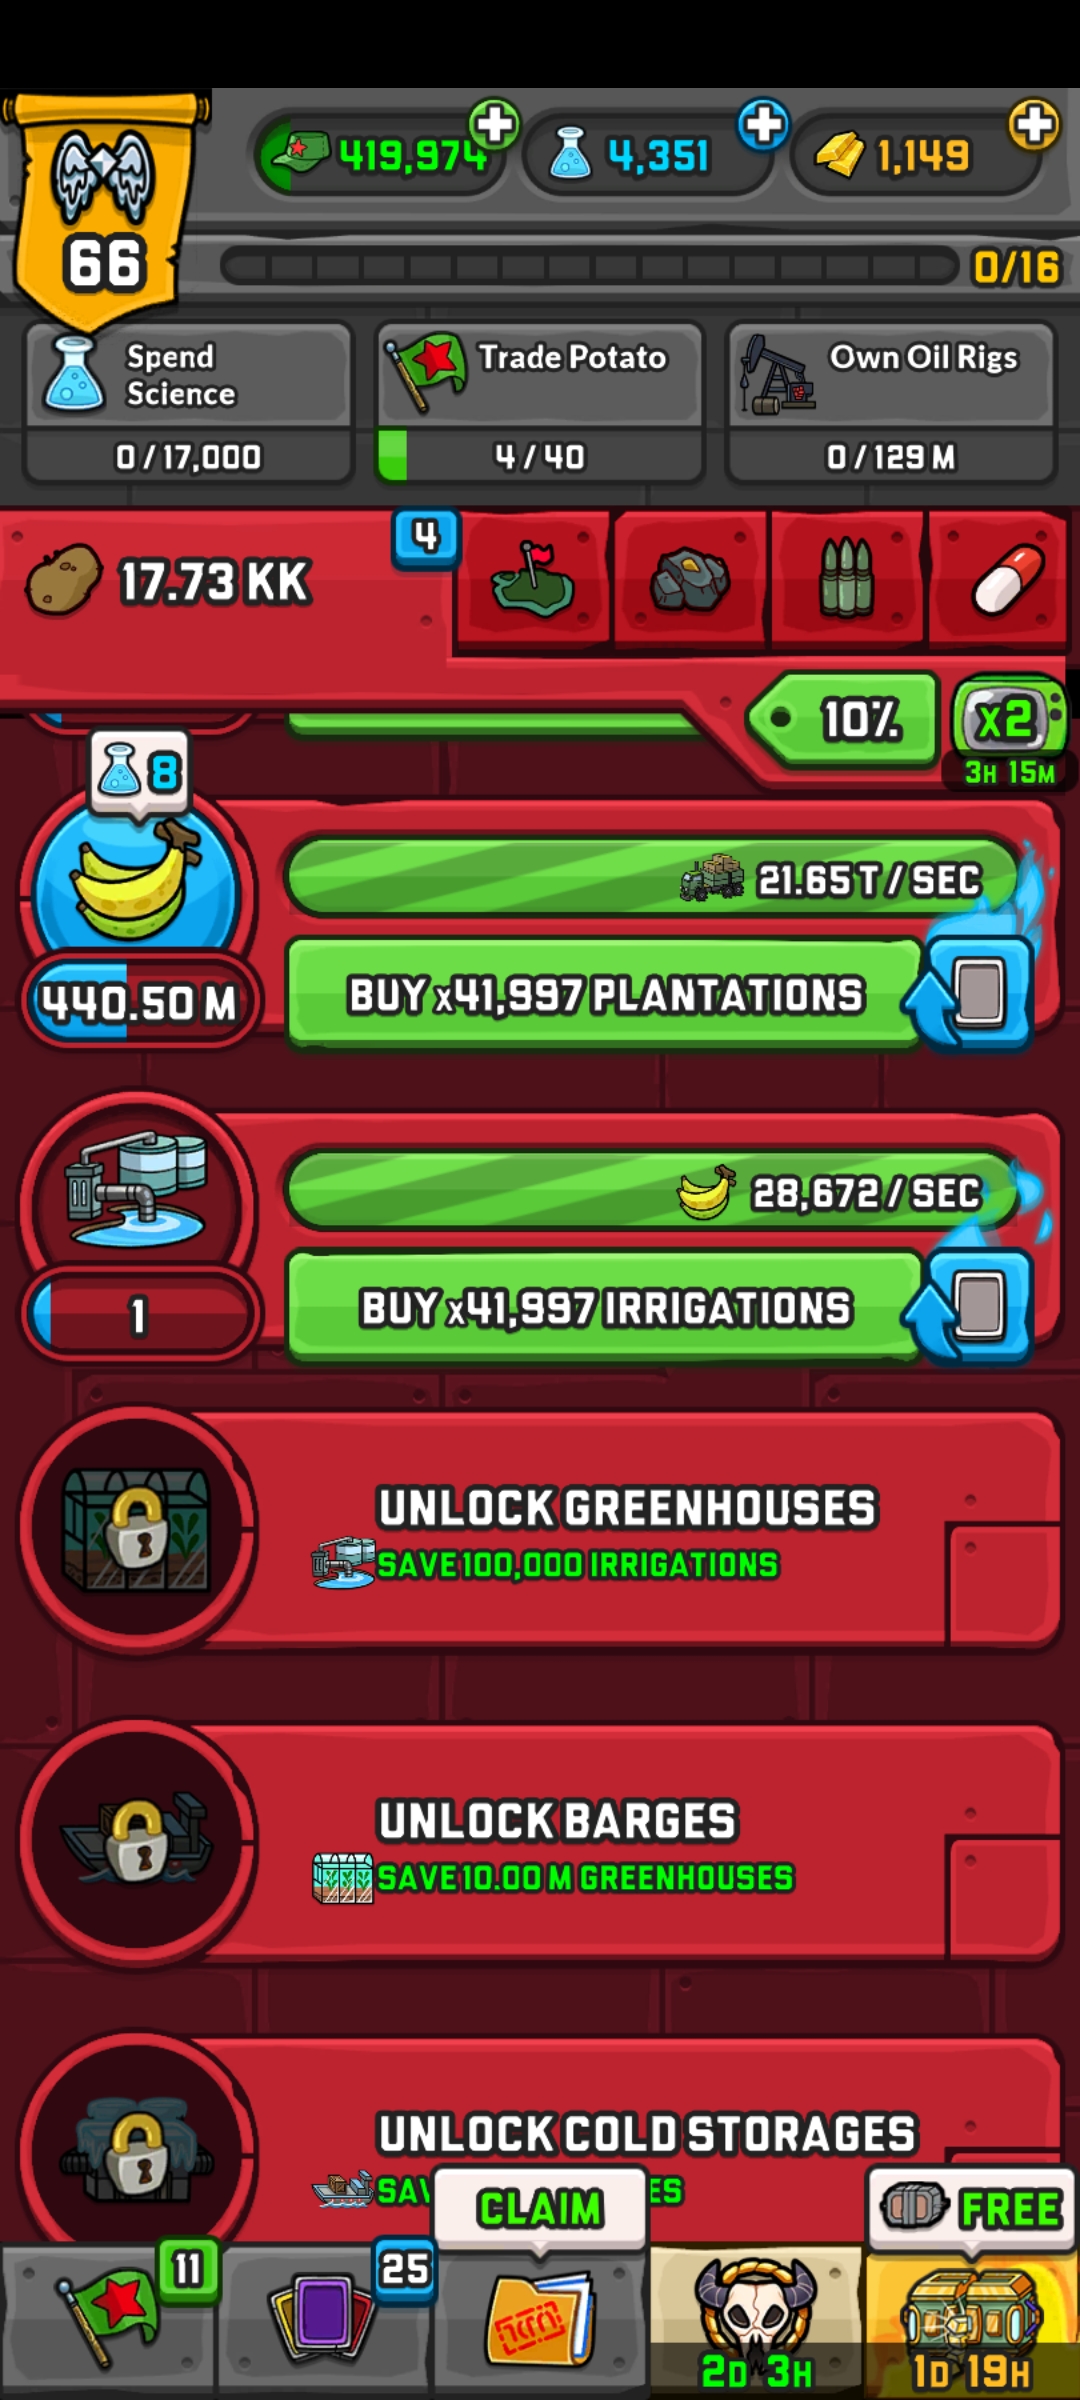 419,974
4,351
1,149
66
0/16
Spend
Science
0/17,000
Trade Potato
4/40
Own Oil Rigs
0/129 M
17.73 KK
4
10%
x2
3H 15M
8
21.65 T / SEC
440.50 M
BUY x41,997 PLANTATIONS
28,672 / SEC
1
BUY x41,997 IRRIGATIONS
UNLOCK GREENHOUSES
SAVE 100,000 IRRIGATIONS
UNLOCK BARGES
SAVE 10.00 M GREENHOUSES
UNLOCK COLD STORAGES
CLAIM
FREE
11
25
2D 3H
1D 19H